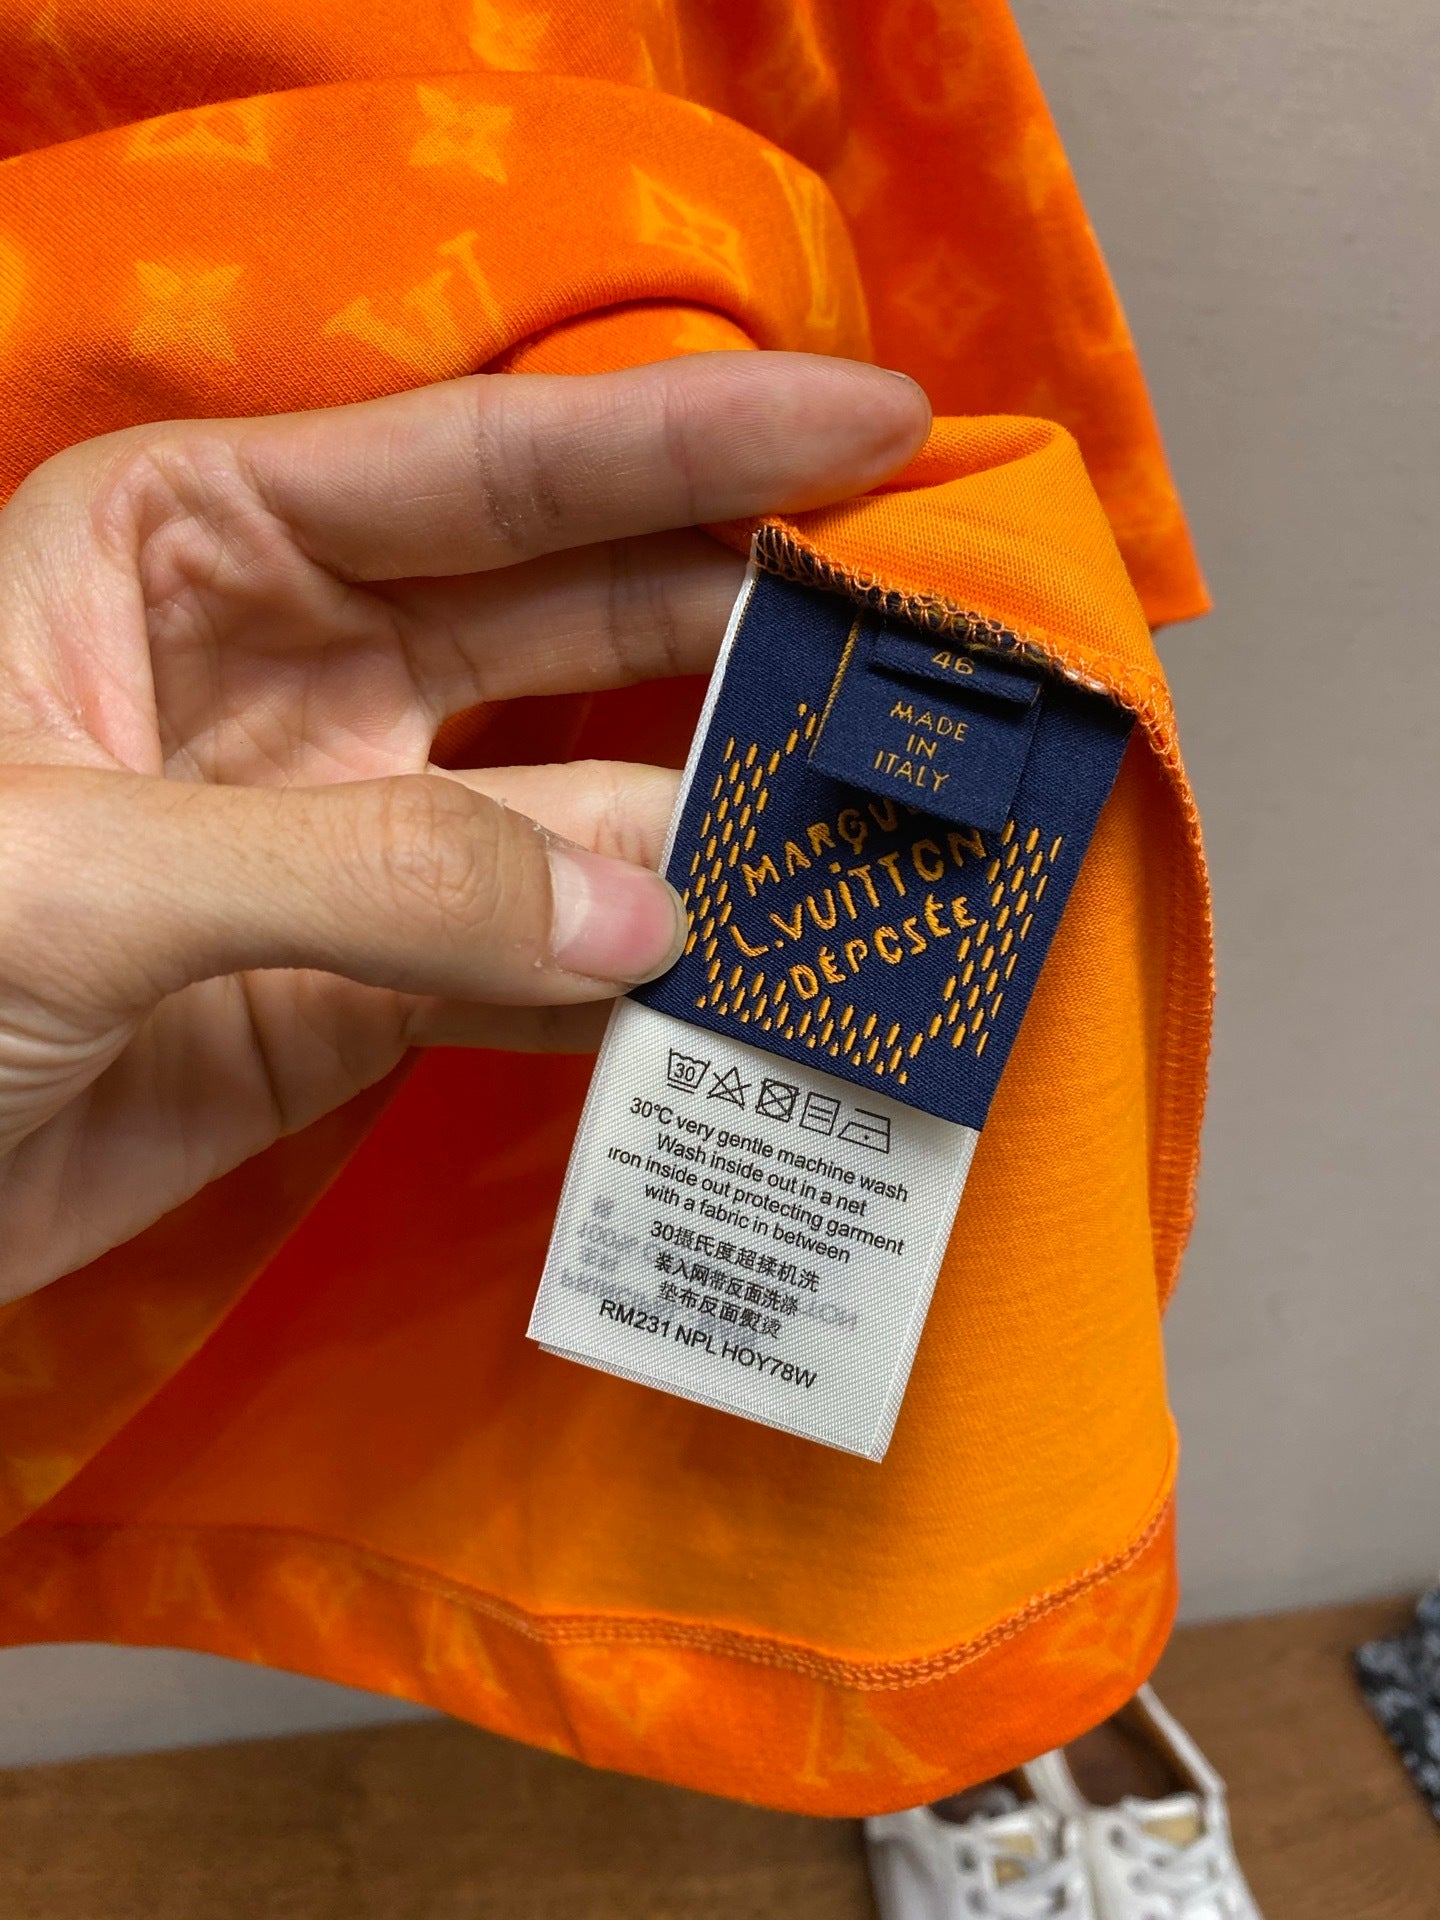 46
MADE
IN
ITALY
L.VUITTON
DÉPOSÉE
30
30℃ very gentle machine wash
Wash inside out in a net
Iron inside out protecting garment
with a fabric in between
30摄氏度超揉机洗
装入网带反面洗涤
垫布反面熨烫
RM231 NPL HOY78W